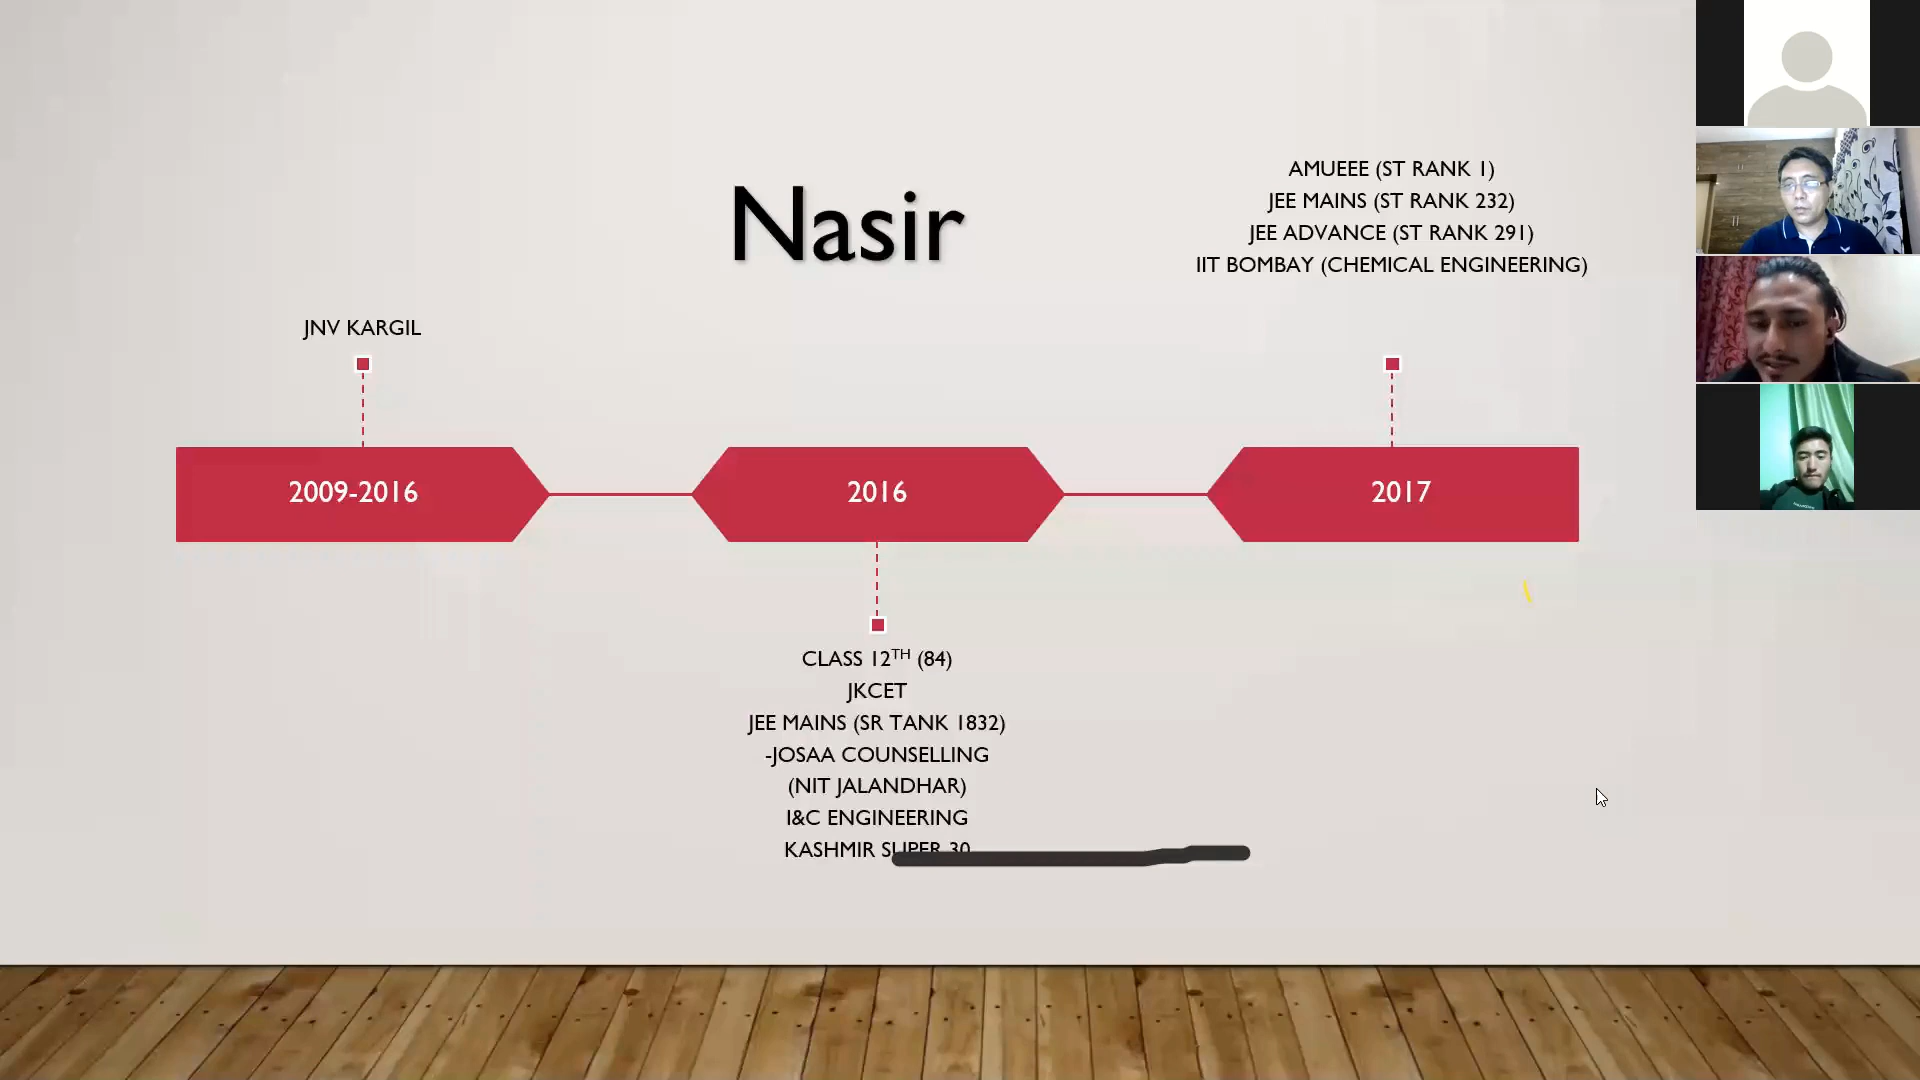 Nasir
AMUEEE (ST RANK 1)
JEE MAINS (ST RANK 232)
JEE ADVANCE (ST RANK 291)
IIT BOMBAY (CHEMICAL ENGINEERING)
JNV KARGIL
2009-2016
2016
2017
CLASS 12TH (84)
JKCET
JEE MAINS (SR TANK 1832)
-JOSAA COUNSELLING
(NIT JALANDHAR)
I&C ENGINEERING
KASHMIR SUPER 30